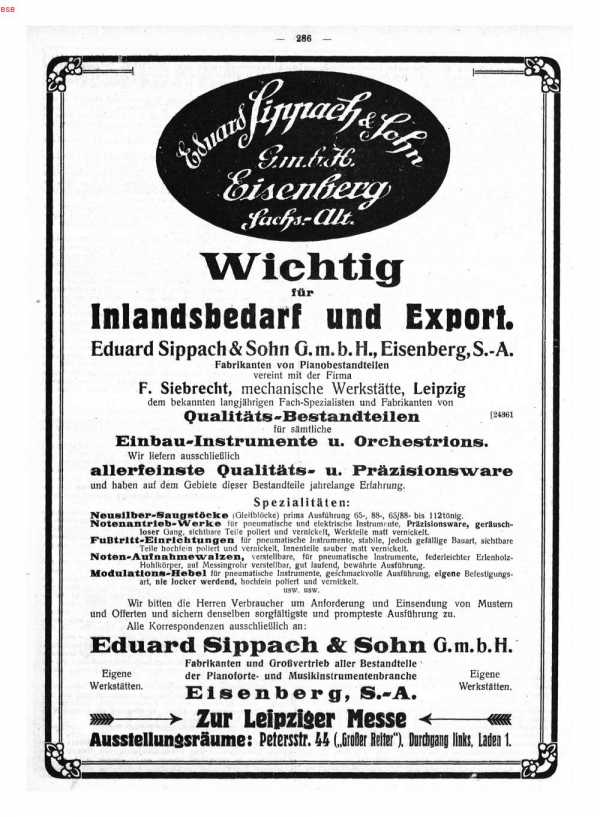 BSB
— 286 —
Eduard Sippach & Sohn
G.m.b.H.
Eisenberg
Sachs.-Alt.
Wichtig
für
Inlandsbedarf und Export.
Eduard Sippach & Sohn G. m. b. H., Eisenberg, S.-A.
Fabrikanten von Pianobestandteilen
vereint mit der Firma
F. Siebrecht, mechanische Werkstätte, Leipzig
dem bekannten langjährigen Fach-Spezialisten und Fabrikanten von
Qualitäts-Bestandteilen [24861
für sämtliche
Einbau-Instrumente u. Orchestrions.
Wir liefern ausschließlich
allerfeinste Qualitäts- u. Präzisionsware
und haben auf dem Gebiete dieser Bestandteile jahrelange Erfahrung.
Spezialitäten:
Neusilber-Saugstöcke (Gleitblöcke) prima Ausführung 65-, 88-, 65/88- bis 112tönig.
Notenantrieb-Werke für pneumatische und elektrische Instrumente, Präzisionsware, geräusch-
loser Gang, sichtbare Teile poliert und vernickelt, Werkteile matt vernickelt.
Fußtritt-Einrichtungen für pneumatische Instrumente, stabile, jedoch gefällige Bauart, sichtbare
Teile hochfein poliert und vernickelt, Innenteile sauber matt vernickelt.
Noten-Aufnahmewalzen, verstellbare, für pneumatische Instrumente, federleichter Erlenholz-
Hohlkörper, auf Messingrohr verstellbar, gut laufend, bewährte Ausführung.
Modulations-Hebel für pneumatische Instrumente, geschmackvolle Ausführung, eigene Befestigungs-
art, nie locker werdend, hochfein poliert und vernickelt.
usw. usw.
Wir bitten die Herren Verbraucher um Anforderung und Einsendung von Mustern
und Offerten und sichern denselben sorgfältigste und prompteste Ausführung zu.
Alle Korrespondenzen ausschließlich an:
Eduard Sippach & Sohn G. m. b. H.
Fabrikanten und Großvertrieb aller Bestandteile
der Pianoforte- und Musikinstrumentenbranche
Eigene
Werkstätten.
Eisenberg, S.-A.
Eigene
Werkstätten.
Zur Leipziger Messe
Ausstellungsräume: Petersstr. 44 („Großer Reiter"), Durchgang links, Laden 1.